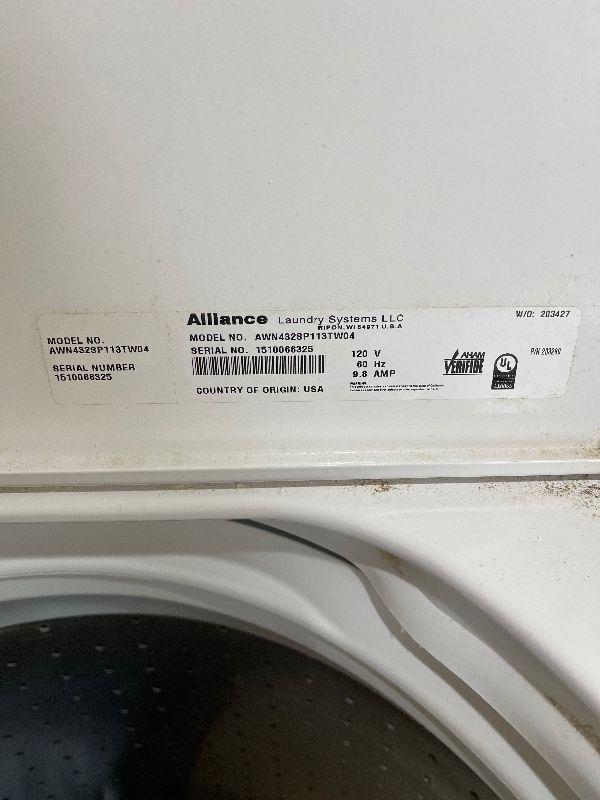 MODEL NO.
AWN432SP113TW04
SERIAL NUMBER
1510066325
Alliance Laundry Systems LLC
RIPON, WI 54971 U.S.A
MODEL NO. AWN432SP113TW04
SERIAL NO. 1510066325
120 V
60 Hz
9.8 AMP
COUNTRY OF ORIGIN: USA
W/O: 203427
AHAM
VERIFIDE
UL
P/N